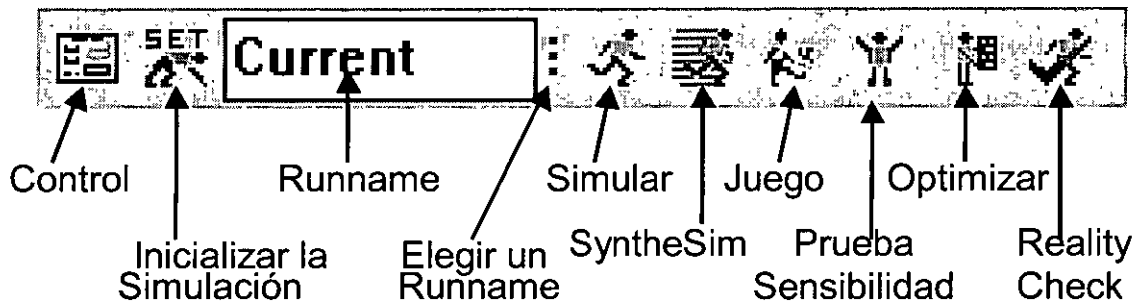 SET
Current
Control
Runname
Simular
Juego
Optimizar
Inicializar la
Simulación
Elegir un
Runname
SyntheSim
Prueba
Sensibilidad
Reality
Check